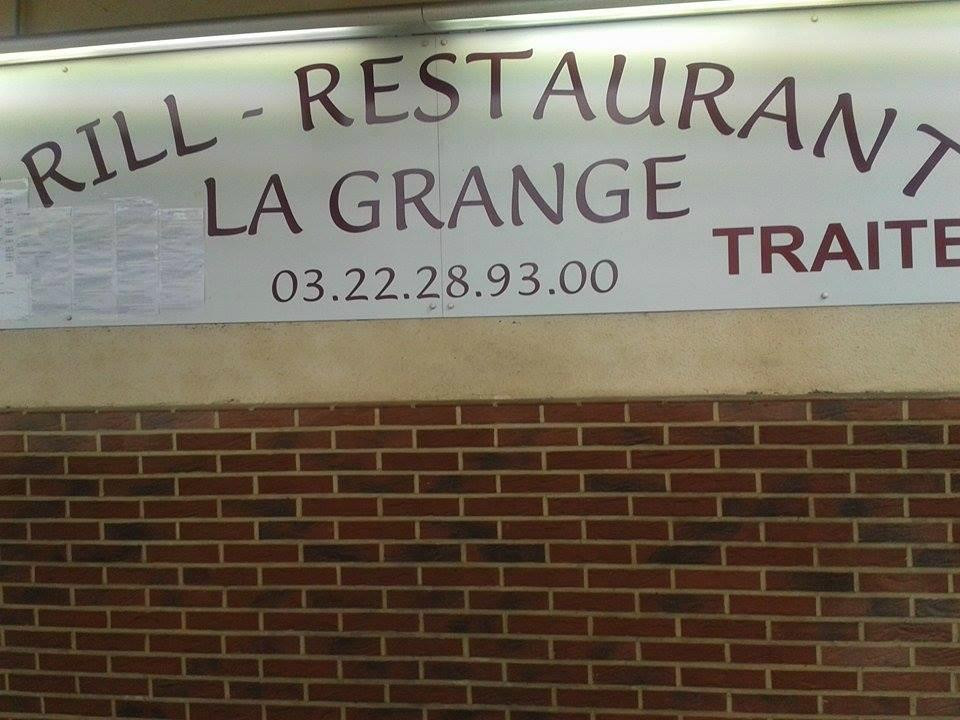 RILL - RESTAURANT
LA GRANGE
03.22.28.93.00
TRAITE